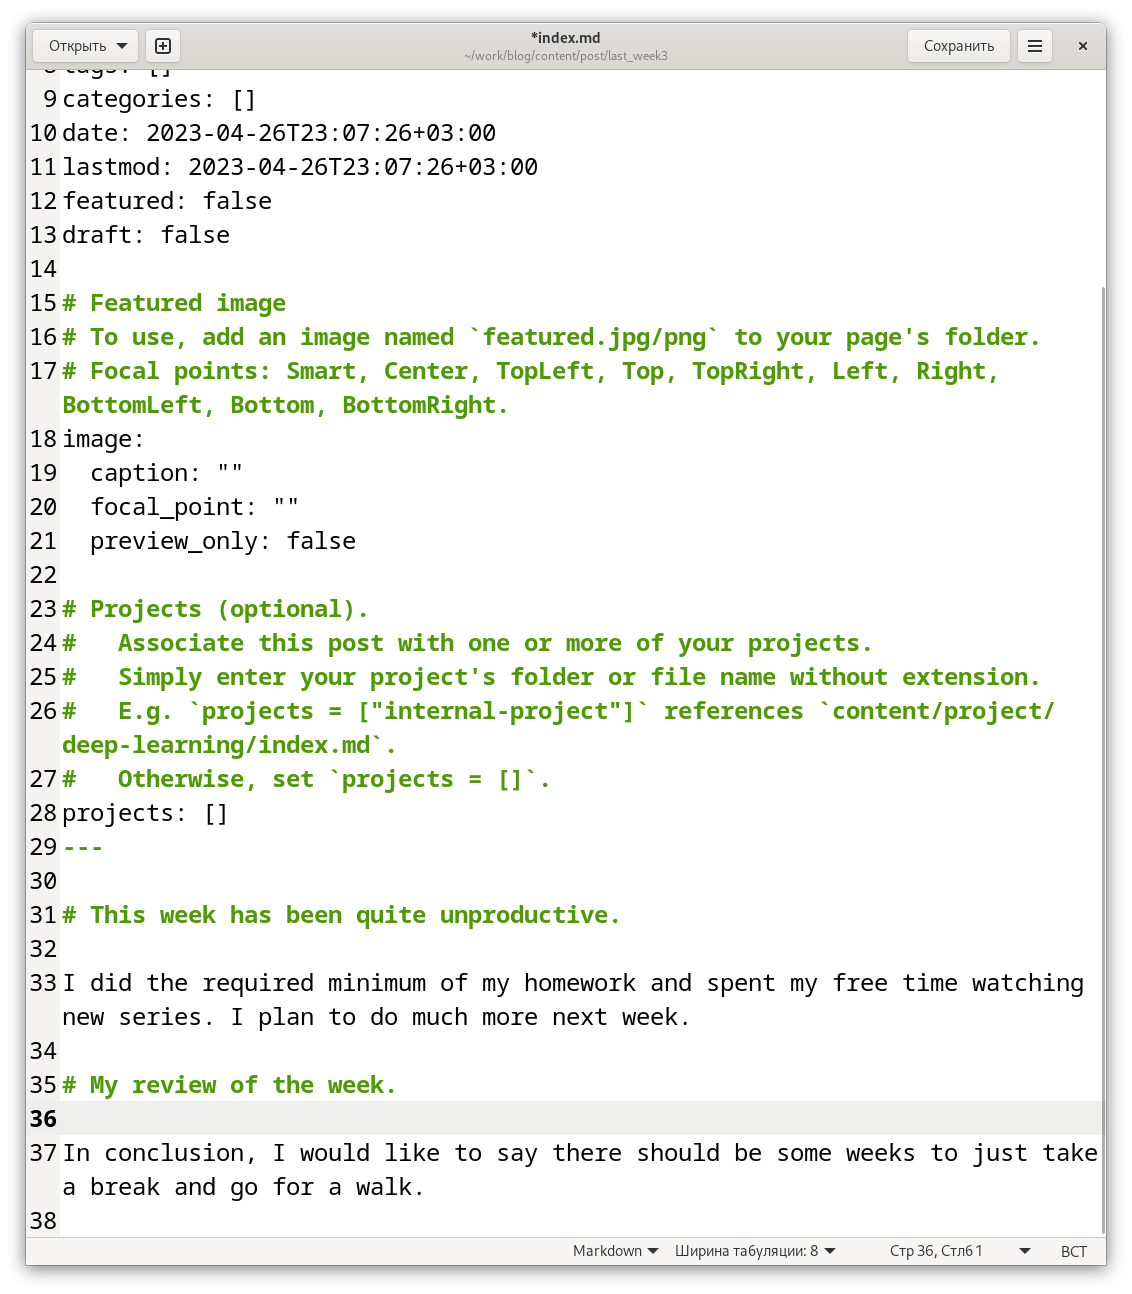 Открыть
*index.md
~/work/blog/content/post/last_week3
Сохранить
8 tags: []
9 categories: []
10 date: 2023-04-26T23:07:26+03:00
11 lastmod: 2023-04-26T23:07:26+03:00
12 featured: false
13 draft: false
14
15 # Featured image
16 # To use, add an image named `featured.jpg/png` to your page's folder.
17 # Focal points: Smart, Center, TopLeft, Top, TopRight, Left, Right,
BottomLeft, Bottom, BottomRight.
18 image:
19   caption: ""
20   focal_point: ""
21   preview_only: false
22
23 # Projects (optional).
24 #   Associate this post with one or more of your projects.
25 #   Simply enter your project's folder or file name without extension.
26 #   E.g. `projects = ["internal-project"]` references `content/project/
deep-learning/index.md`.
27 #   Otherwise, set `projects = []`.
28 projects: []
29 ---
30
31 # This week has been quite unproductive.
32
33 I did the required minimum of my homework and spent my free time watching
new series. I plan to do much more next week.
34
35 # My review of the week.
36
37 In conclusion, I would like to say there should be some weeks to just take
a break and go for a walk.
38
Markdown
Ширина табуляции: 8
Стр 36, Стлб 1
ВСТ